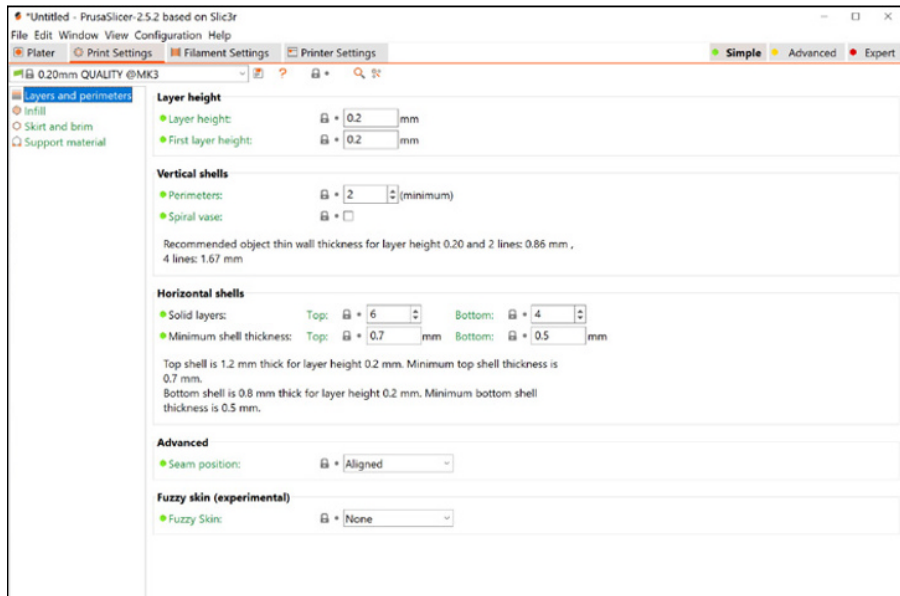 *Untitled - PrusaSlicer-2.5.2 based on Slic3r
File Edit Window View Configuration Help
Plater Print Settings Filament Settings Printer Settings Simple Advanced Expert
0.20mm QUALITY @MK3 ?
Layers and perimeters
Infill
Skirt and brim
Support material
Layer height
Layer height: 0.2 mm
First layer height: 0.2 mm
Vertical shells
Perimeters: 2 (minimum)
Spiral vase:
Recommended object thin wall thickness for layer height 0.20 and 2 lines: 0.86 mm ,
4 lines: 1.67 mm
Horizontal shells
Solid layers: Top: 6 Bottom: 4
Minimum shell thickness: Top: 0.7 mm Bottom: 0.5 mm
Top shell is 1.2 mm thick for layer height 0.2 mm. Minimum top shell thickness is
0.7 mm.
Bottom shell is 0.8 mm thick for layer height 0.2 mm. Minimum bottom shell
thickness is 0.5 mm.
Advanced
Seam position: Aligned
Fuzzy skin (experimental)
Fuzzy Skin: None